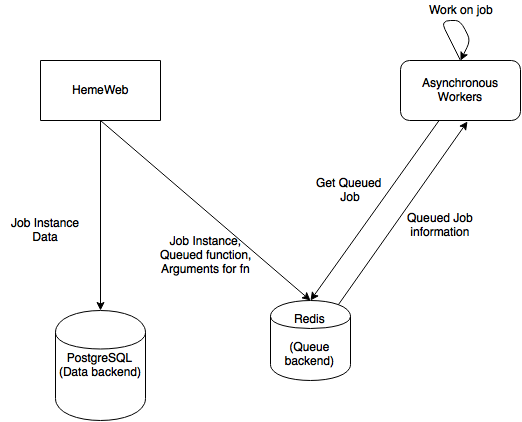 Work on job
HemeWeb
Asynchronous
Workers
Get Queued
Job
Job Instance
Data
Queued Job
information
Job Instance,
Queued function,
Arguments for fn
Redis
(Queue
backend)
PostgreSQL
(Data backend)